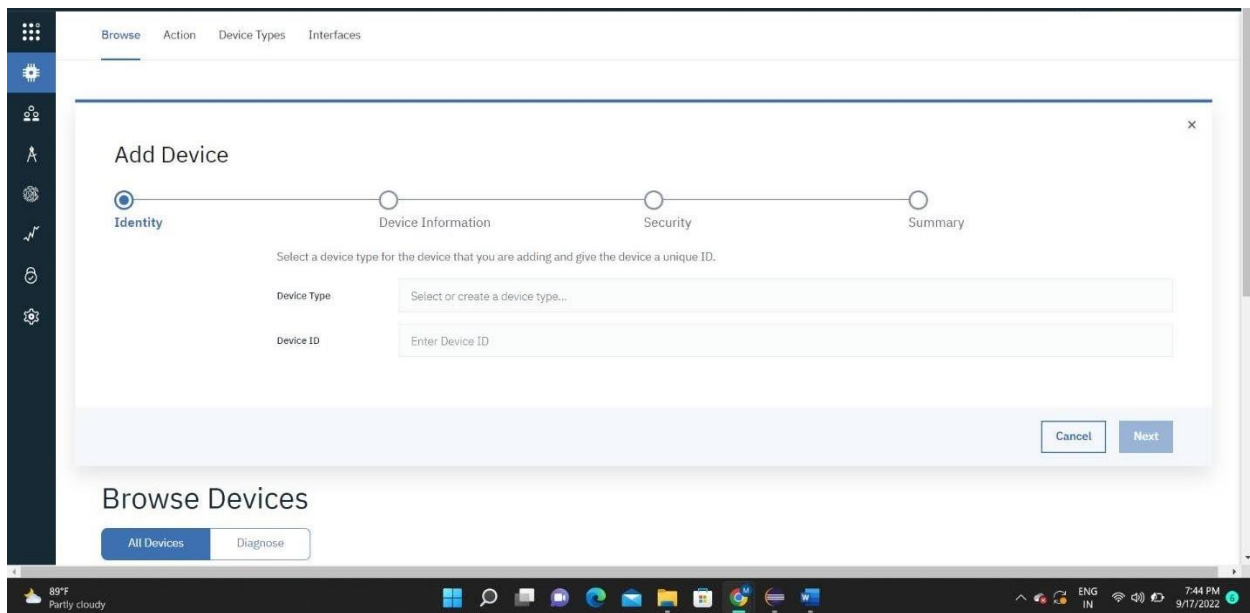 Browse Action Device Types Interfaces
Add Device
Identity Device Information Security Summary
Select a device type for the device that you are adding and give the device a unique ID.
Device Type Select or create a device type...
Device ID Enter Device ID
Cancel Next
Browse Devices
All Devices Diagnose
89°F
Partly cloudy
ENG
IN
7:44 PM
9/17/2022
6